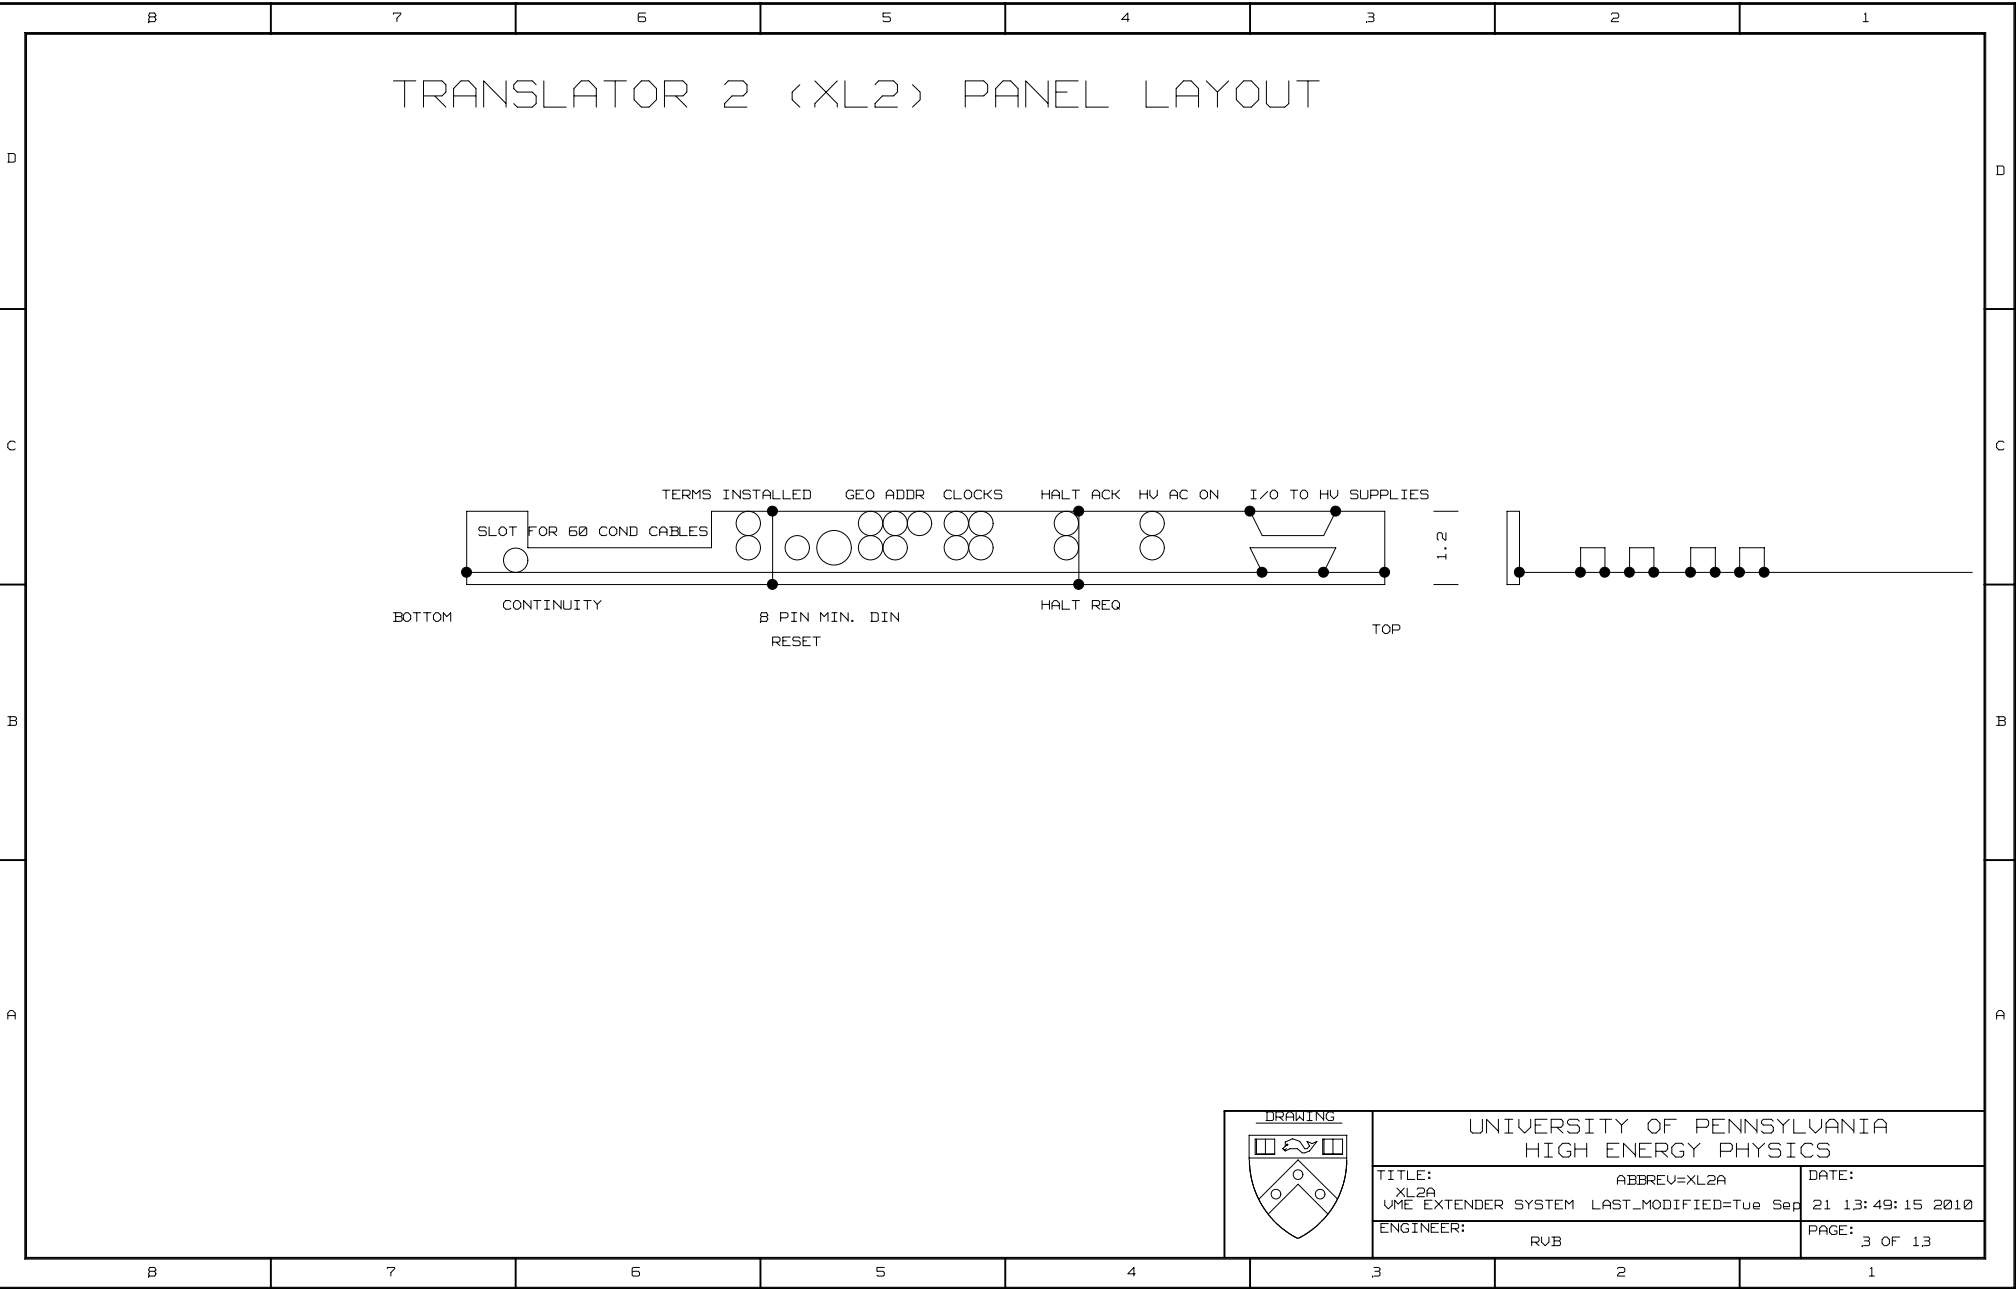 8 7 6 5 4 3 2 1
TRANSLATOR 2 (XL2) PANEL LAYOUT
D D
C C
TERMS INSTALLED GEO ADDR CLOCKS HALT ACK HV AC ON I/O TO HV SUPPLIES
SLOT FOR 60 COND CABLES
1.2
CONTINUITY HALT REQ
BOTTOM 8 PIN MIN. DIN
TOP
RESET
B B
A A
DRAWING
UNIVERSITY OF PENNSYLVANIA
HIGH ENERGY PHYSICS
TITLE: ABBREV=XL2A DATE:
XL2A
VME EXTENDER SYSTEM LAST_MODIFIED=Tue Sep 21 13:49:15 2010
ENGINEER: PAGE:
RVB 3 OF 13
8 7 6 5 4 3 2 1